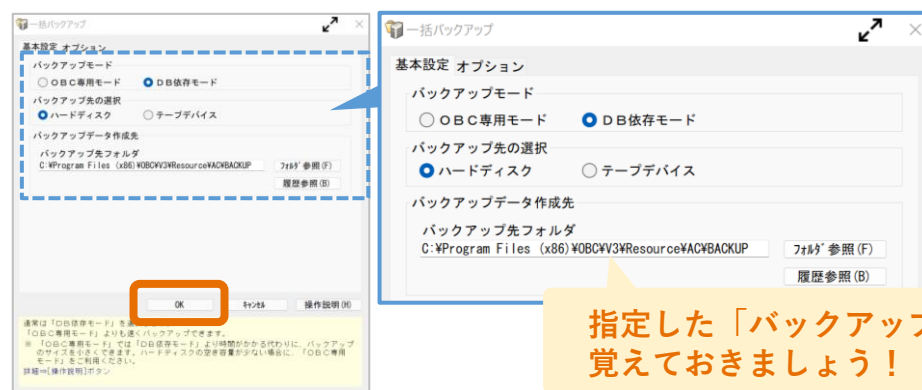 一括バックアップ
基本設定 オプション
バックアップモード
OBC専用モード DB依存モード
バックアップ先の選択
ハードディスク テープデバイス
バックアップデータ作成先
バックアップ先フォルダ
C:¥Program Files (x86)¥OBC¥V3¥Resource¥AC¥BACKUP フォルダ参照(F)
履歴参照(B)
OK キャンセル 操作説明(H)
通常は「DB依存モード」を選
「OBC専用モード」よりも速くバックアップできます。
※ 「OBC専用モード」では「DB依存モード」より時間がかかる代わりに、バックアップ
のサイズを小さくできます。ハードディスクの空き容量が少ない場合に、「OBC専用
モード」をご利用ください。
詳細⇒[操作説明]ボタン
一括バックアップ
基本設定 オプション
バックアップモード
OBC専用モード DB依存モード
バックアップ先の選択
ハードディスク テープデバイス
バックアップデータ作成先
バックアップ先フォルダ
C:¥Program Files (x86)¥OBC¥V3¥Resource¥AC¥BACKUP フォルダ参照(F)
履歴参照(B)
指定した「バックアップ
覚えておきましょう！